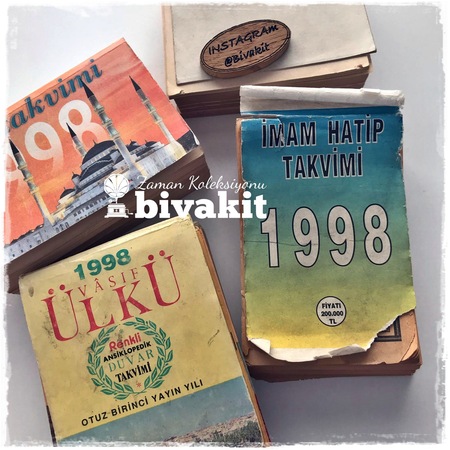 INSTAGRAM
@Bivakit
Takvimi
1998
İMAM HATİP
TAKVİMİ
1998
FİYATI
200.000
TL
Zaman Koleksiyonu
bivakit
1998
VÂSIF
ÜLKÜ
Renkli
ANSİKLOPEDİK
DUVAR
TAKVİMİ
OTUZ BİRİNCİ YAYIN YILI